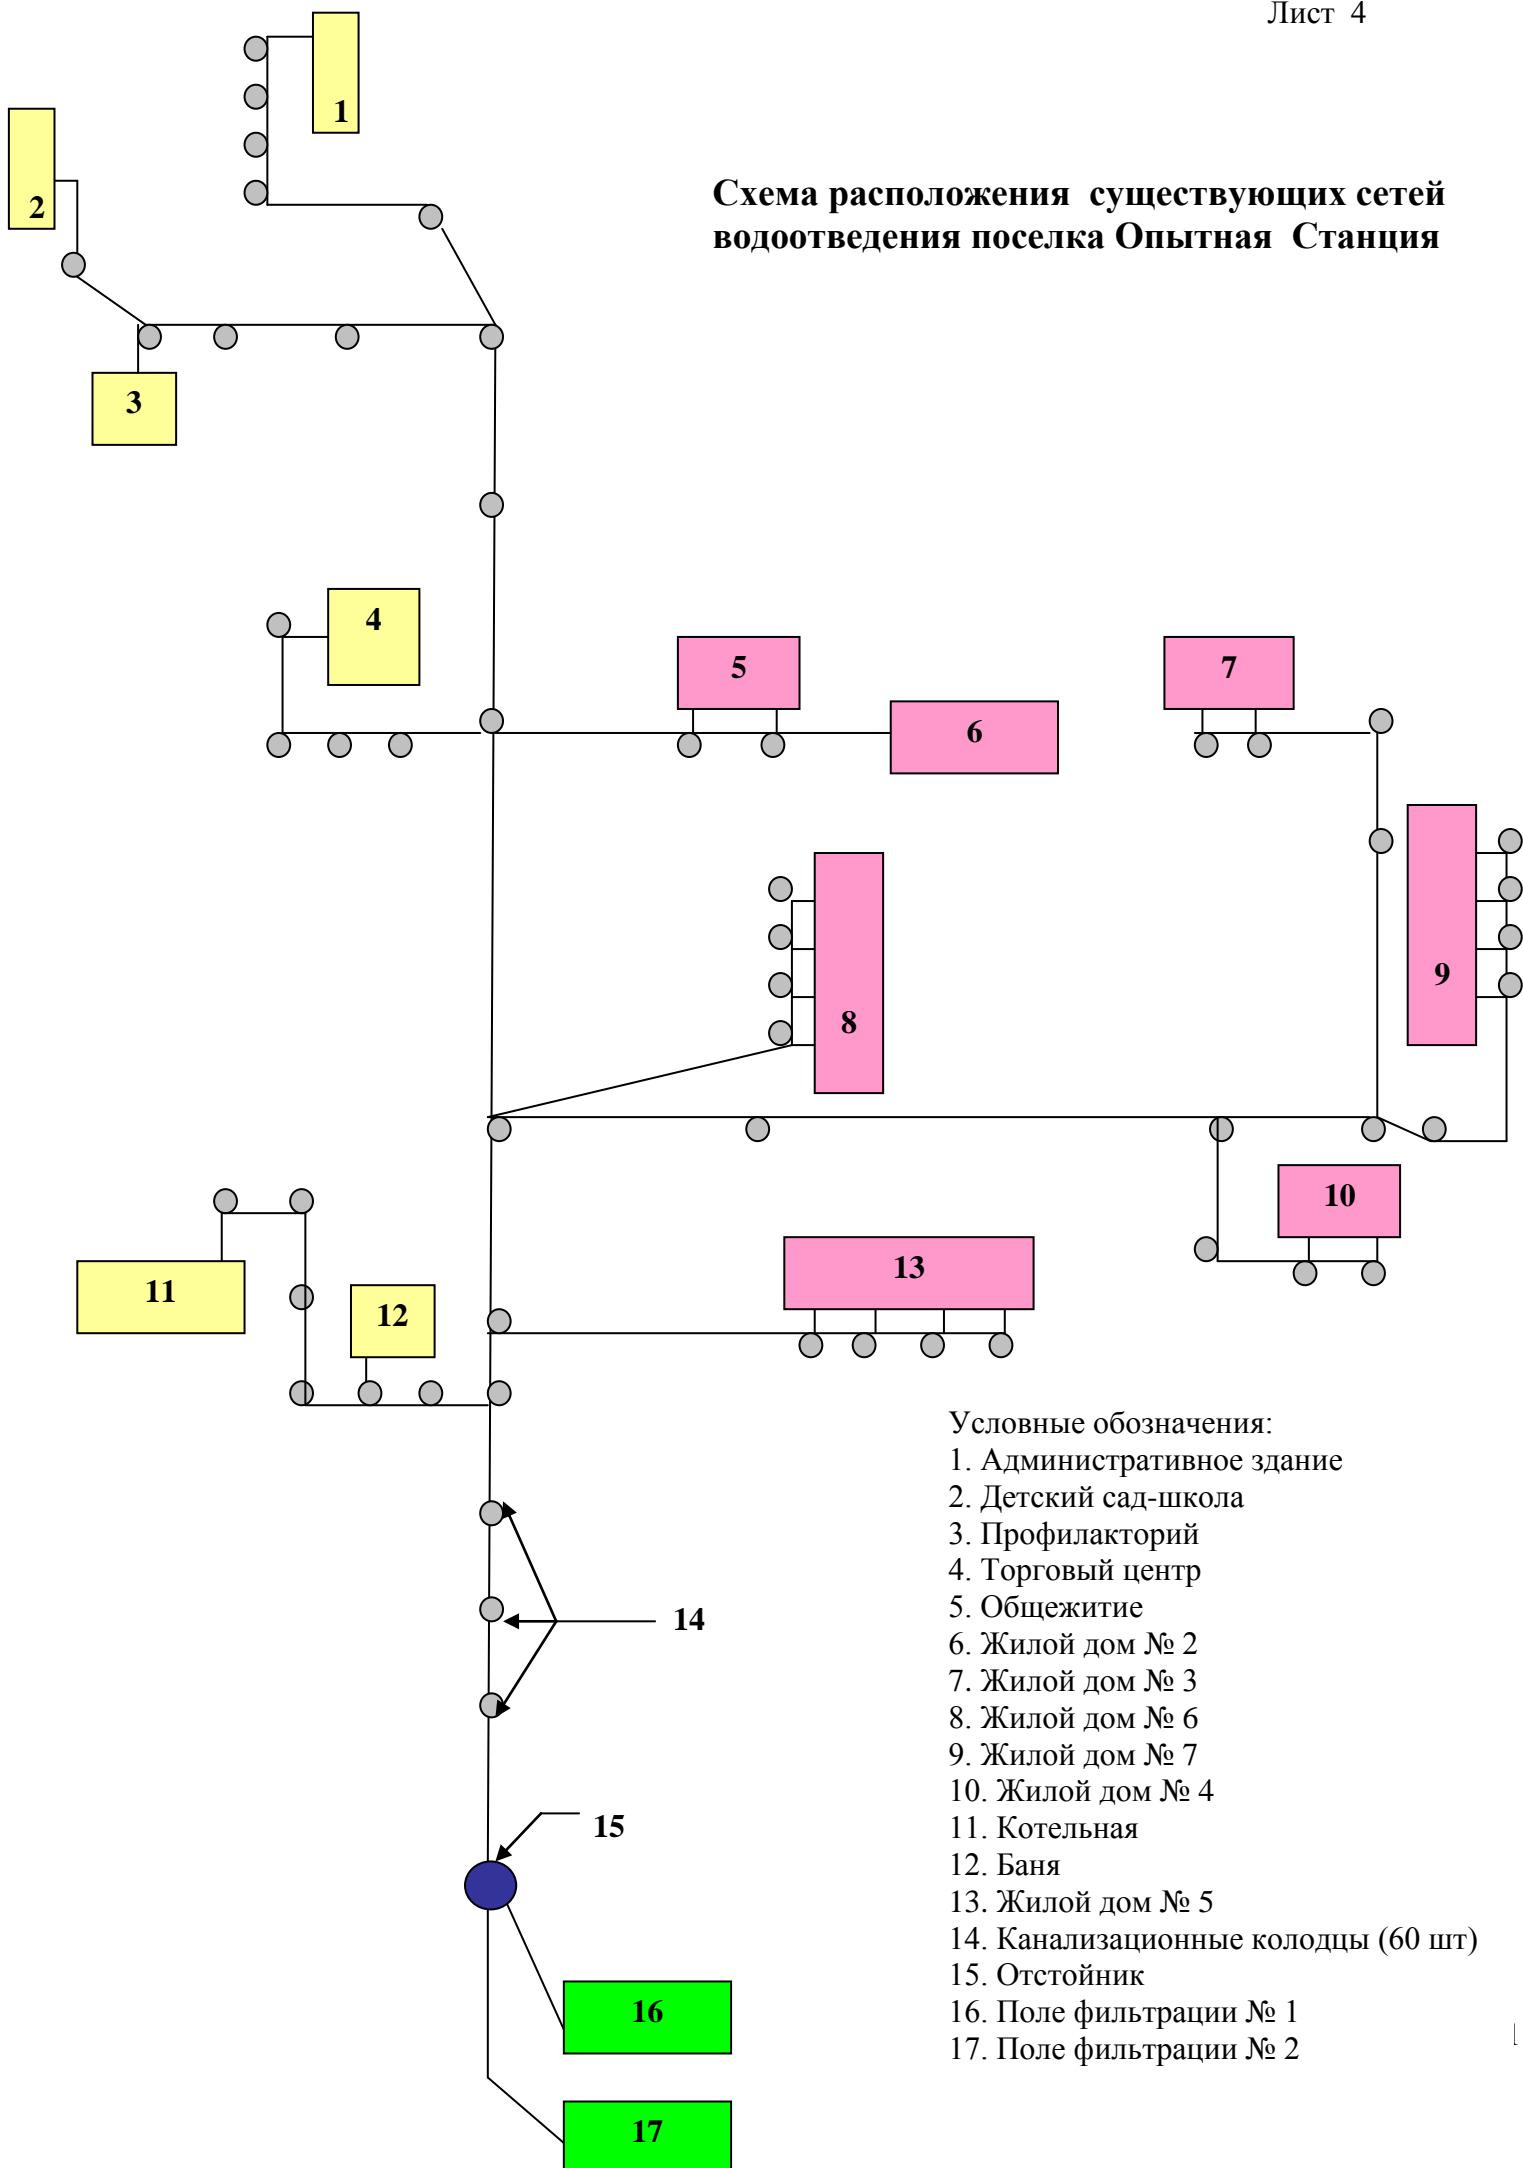 Лист 4
1
2
Схема расположения существующих сетей
водоотведения поселка Опытная Станция
3
4
5
7
6
9
8
10
11
13
12
Условные обозначения:
1. Административное здание
2. Детский сад-школа
3. Профилакторий
4. Торговый центр
5. Общежитие
6. Жилой дом № 2
7. Жилой дом № 3
8. Жилой дом № 6
9. Жилой дом № 7
10. Жилой дом № 4
11. Котельная
12. Баня
13. Жилой дом № 5
14. Канализационные колодцы (60 шт)
15. Отстойник
16. Поле фильтрации № 1
17. Поле фильтрации № 2
14
15
16
17